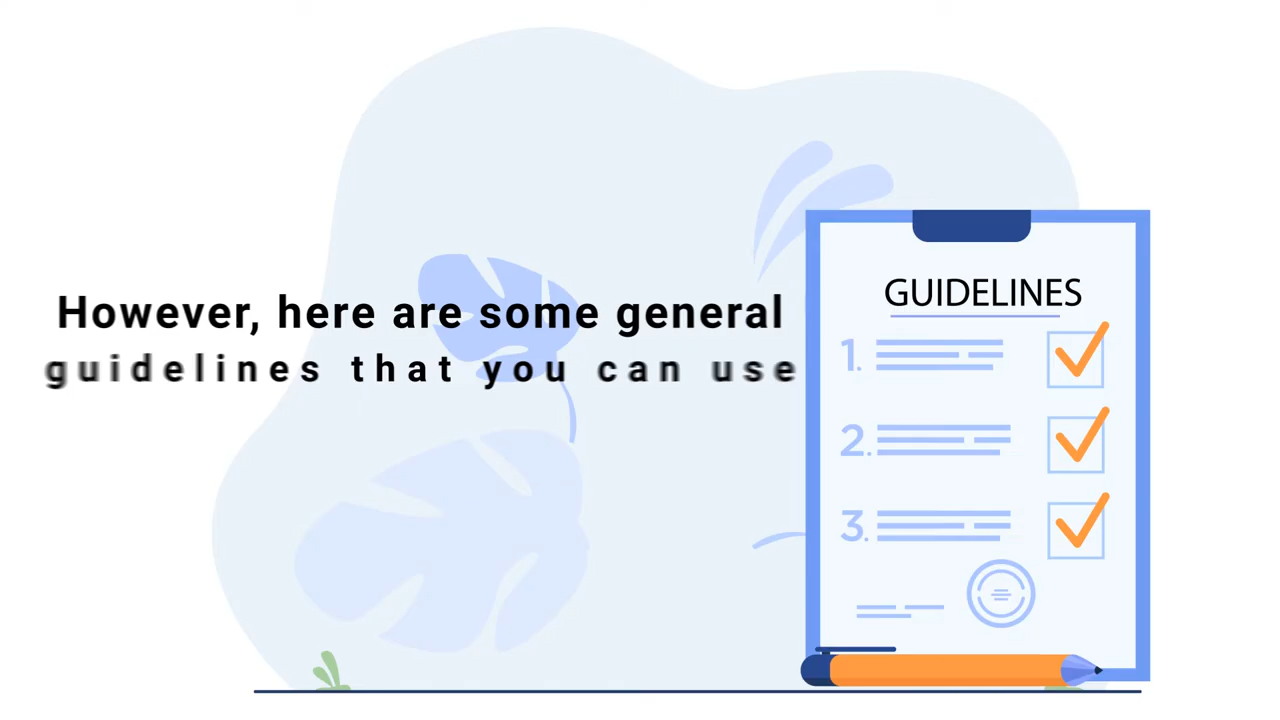 However, here are some general
guidelines that you can use
GUIDELINES
1.
2.
3.